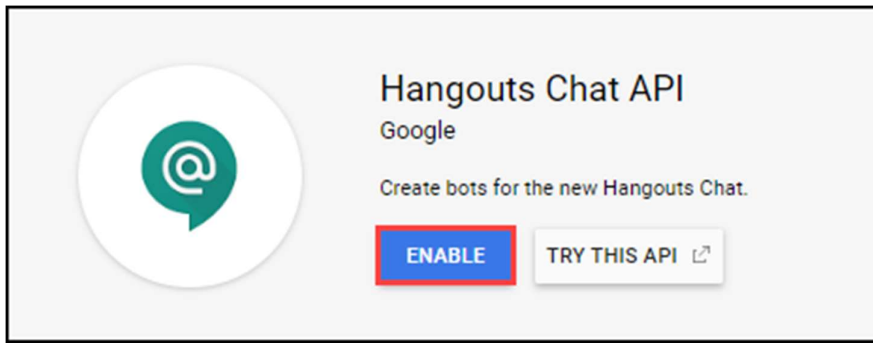 Hangouts Chat API
Google
Create bots for the new Hangouts Chat.
ENABLE
TRY THIS API